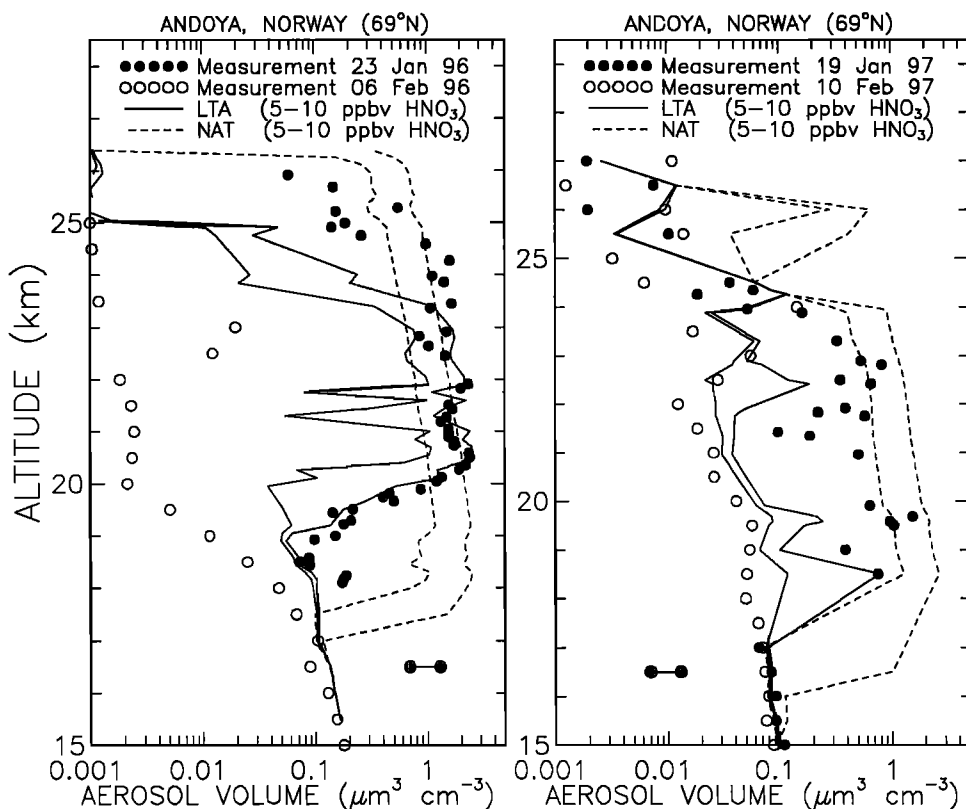 ANDOYA, NORWAY (69°N)
Measurement 23 Jan 96
Measurement 06 Feb 96
LTA (5–10 ppbv HNO₃)
NAT (5–10 ppbv HNO₃)
25
20
15
ALTITUDE (km)
0.001 0.01 0.1 1
AEROSOL VOLUME (μm³ cm⁻³)
ANDOYA, NORWAY (69°N)
Measurement 19 Jan 97
Measurement 10 Feb 97
LTA (5–10 ppbv HNO₃)
NAT (5–10 ppbv HNO₃)
25
20
15
0.001 0.01 0.1 1
AEROSOL VOLUME (μm³ cm⁻³)